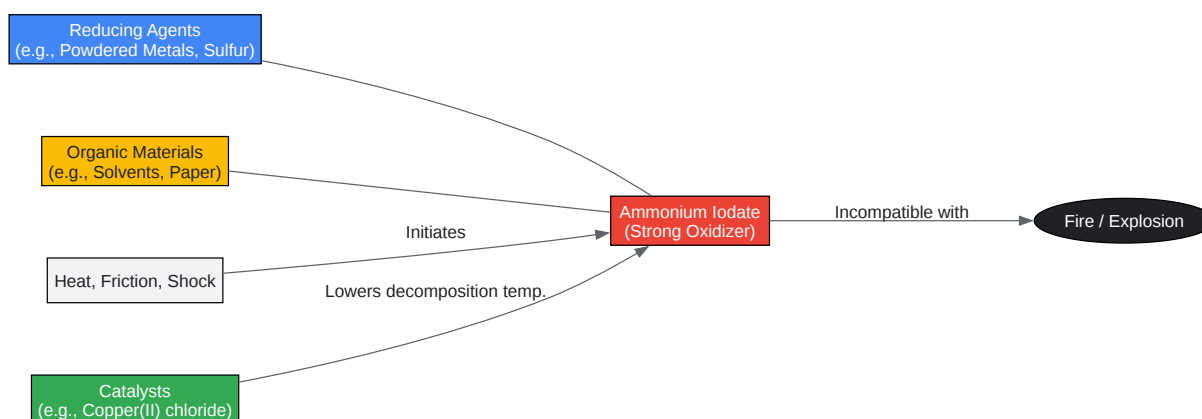 Reducing Agents
(e.g., Powdered Metals, Sulfur)
Organic Materials
(e.g., Solvents, Paper)
Ammonium Iodate
(Strong Oxidizer)
Incompatible with
Fire / Explosion
Initiates
Heat, Friction, Shock
Lowers decomposition temp.
Catalysts
(e.g., Copper(II) chloride)